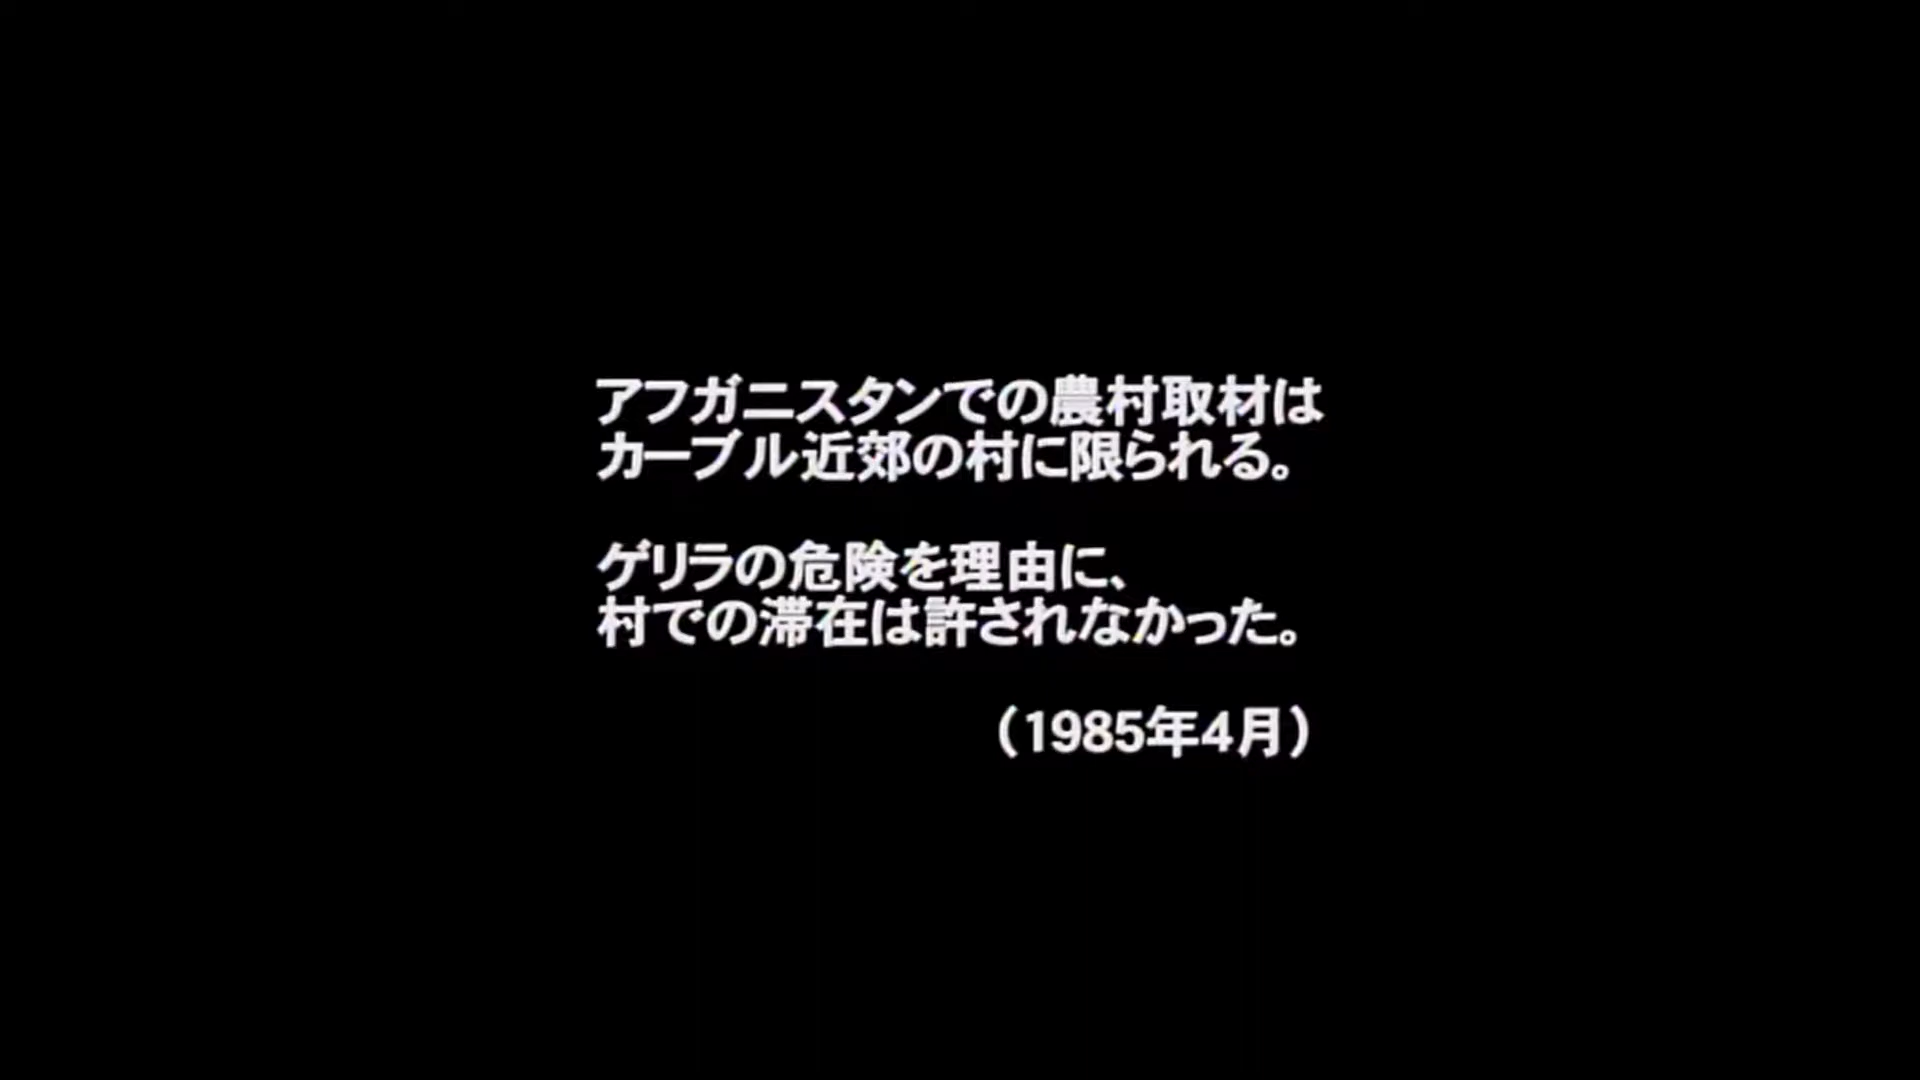 アフガニスタンでの農村取材は
カーブル近郊の村に限られる。
ゲリラの危険を理由に、
村での滞在は許されなかった。
（1985年4月）